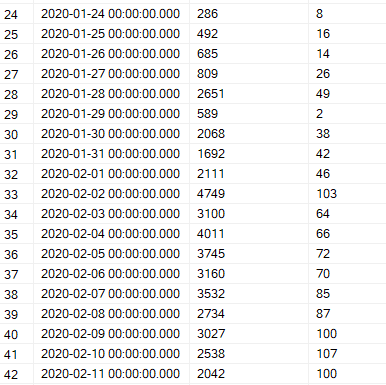 24 2020-01-24 00:00:00.000 286 8
25 2020-01-25 00:00:00.000 492 16
26 2020-01-26 00:00:00.000 685 14
27 2020-01-27 00:00:00.000 809 26
28 2020-01-28 00:00:00.000 2651 49
29 2020-01-29 00:00:00.000 589 2
30 2020-01-30 00:00:00.000 2068 38
31 2020-01-31 00:00:00.000 1692 42
32 2020-02-01 00:00:00.000 2111 46
33 2020-02-02 00:00:00.000 4749 103
34 2020-02-03 00:00:00.000 3100 64
35 2020-02-04 00:00:00.000 4011 66
36 2020-02-05 00:00:00.000 3745 72
37 2020-02-06 00:00:00.000 3160 70
38 2020-02-07 00:00:00.000 3532 85
39 2020-02-08 00:00:00.000 2734 87
40 2020-02-09 00:00:00.000 3027 100
41 2020-02-10 00:00:00.000 2538 107
42 2020-02-11 00:00:00.000 2042 100